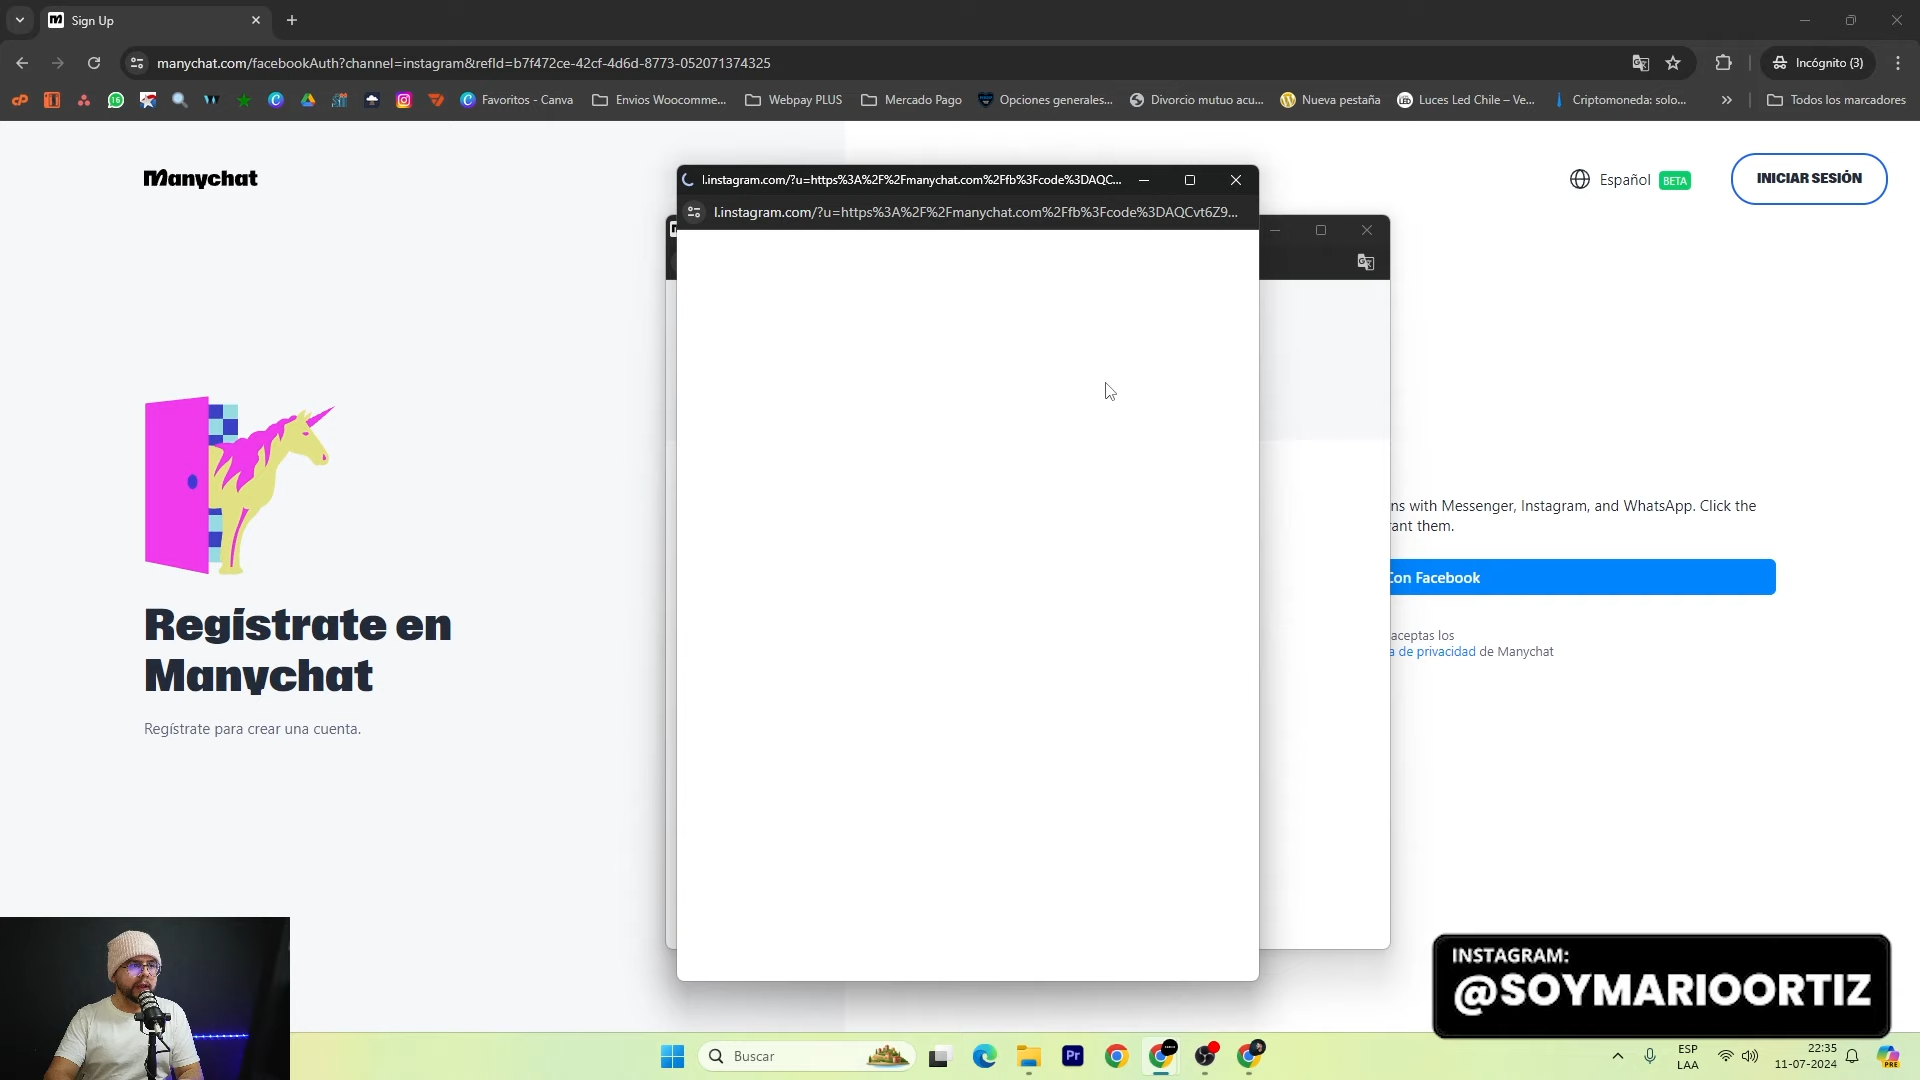 Sign Up
manychat.com/facebookAuth?channel=instagram&refId=b7f472ce-42cf-4d6d-8773-052071374325
Incógnito (3)
Favoritos - Canva
Envios Woocomme...
Webpay PLUS
Mercado Pago
Opciones generales...
Divorcio mutuo acu...
Nueva pestaña
Luces Led Chile – Ve...
Criptomoneda: solo...
Todos los marcadores
Manychat
l.instagram.com/?u=https%3A%2F%2Fmanychat.com%2Ffb%3Fcode%3DAQC...
l.instagram.com/?u=https%3A%2F%2Fmanychat.com%2Ffb%3Fcode%3DAQCvt6Z9...
Español BETA
INICIAR SESIÓN
ns with Messenger, Instagram, and WhatsApp. Click the
ant them.
Con Facebook
aceptas los
a de privacidad de Manychat
Regístrate en
Manychat
Regístrate para crear una cuenta.
INSTAGRAM:
@SOYMARIOORTIZ
Buscar
Pr
ESP
LAA
22:35
11-07-2024
PRE